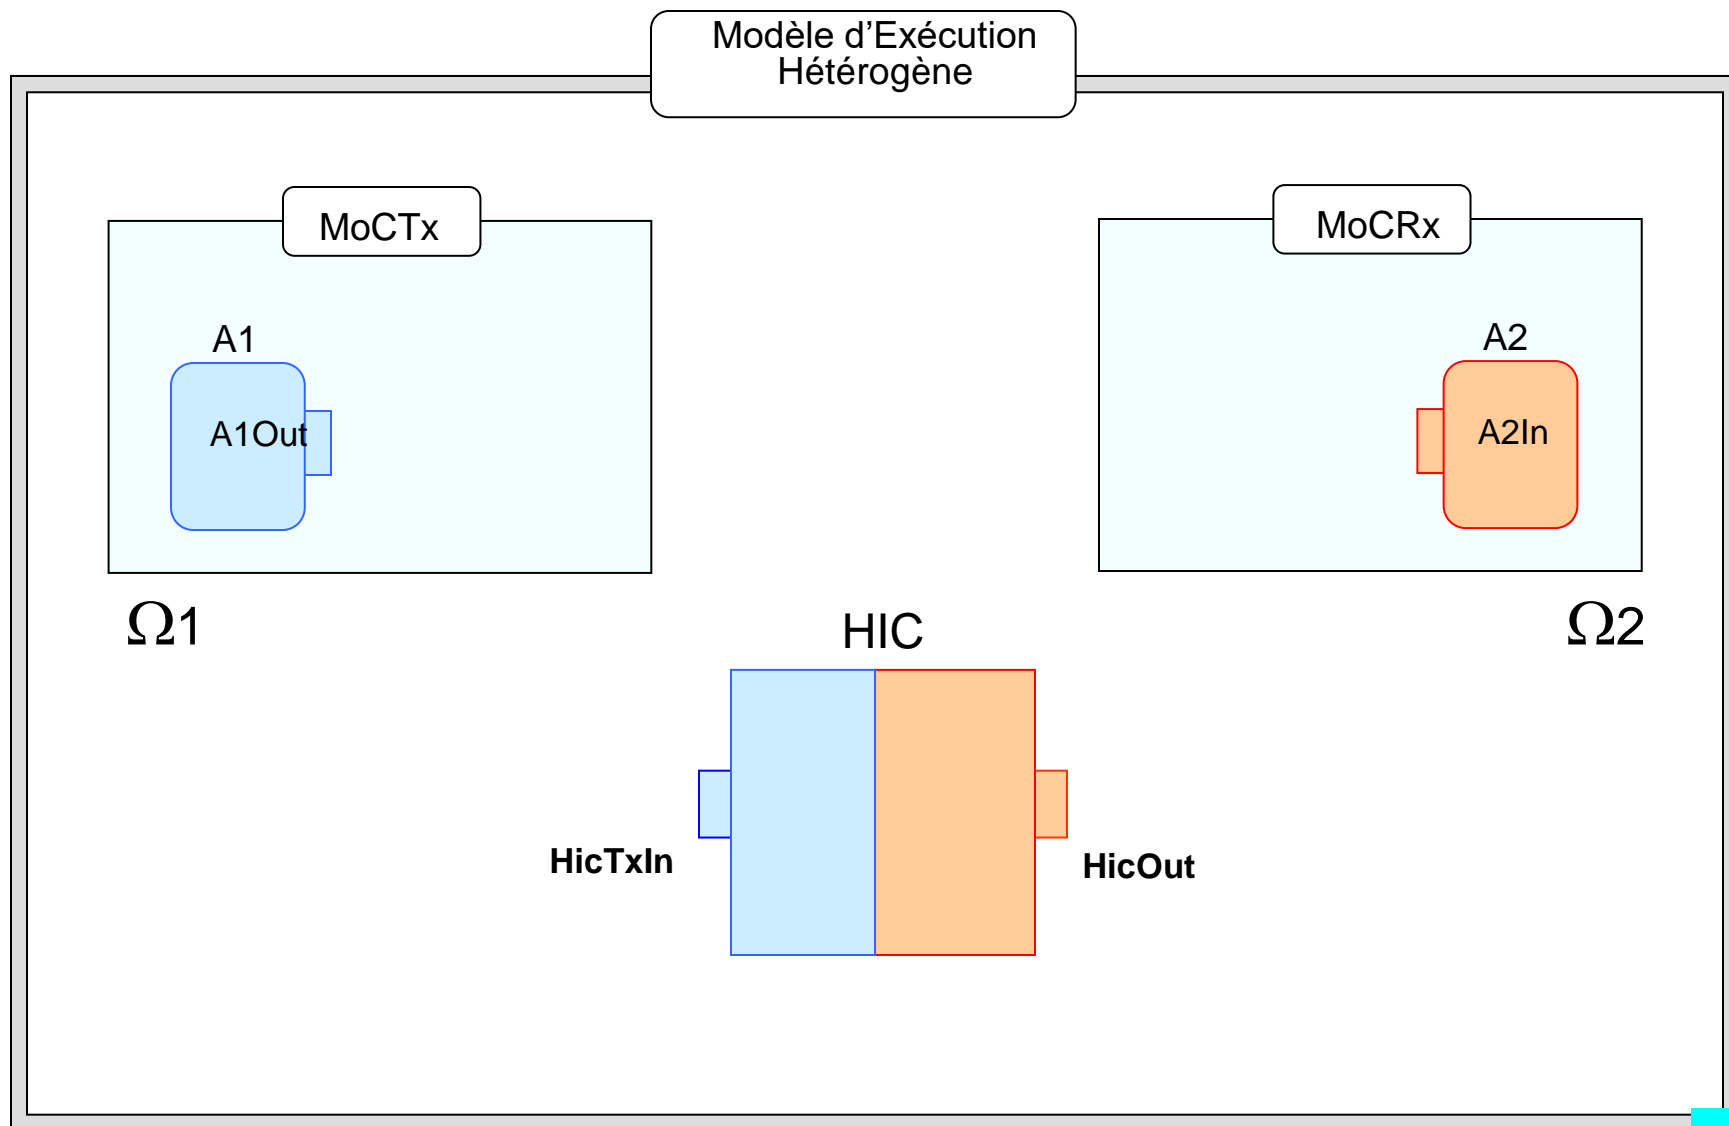 Modèle d’Exécution
Hétérogène
MoCTx
MoCRx
A1
A2
A1Out
A2In
Ω1
Ω2
HIC
HicTxIn
HicOut